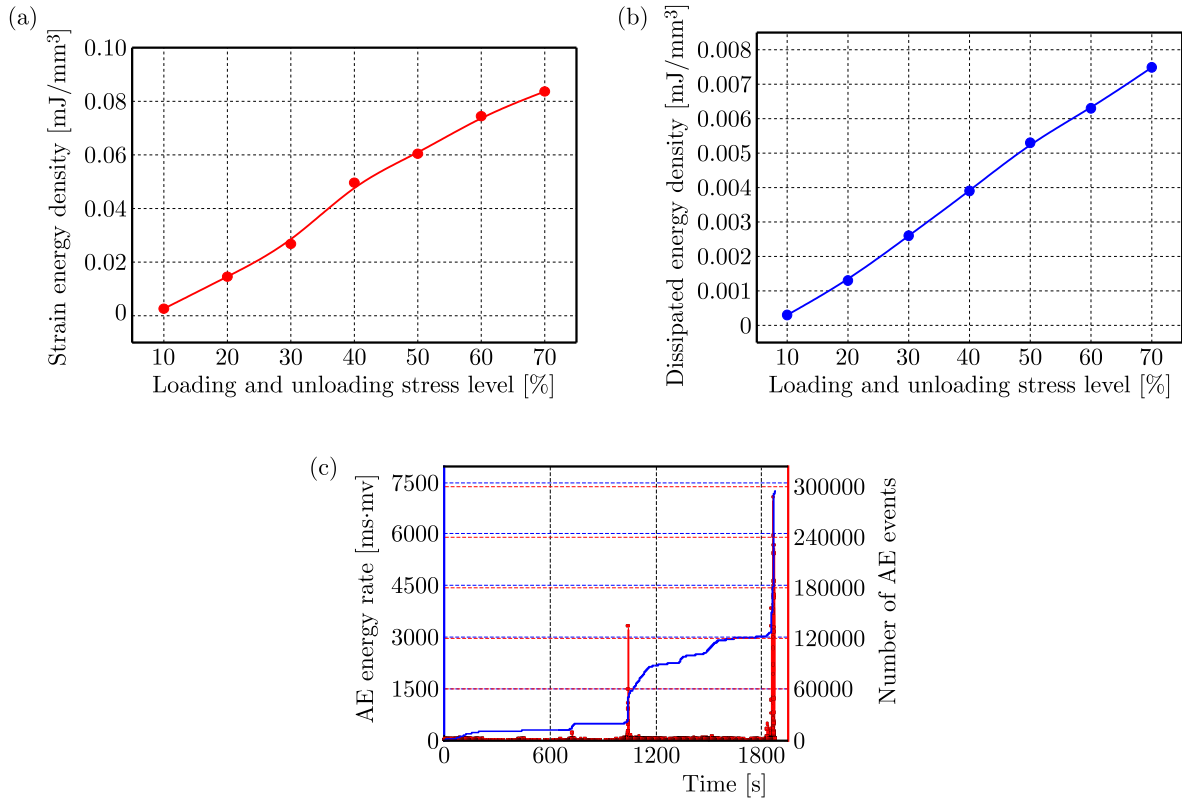 (a)
Strain energy density [mJ/mm³]
0.10
0.08
0.06
0.04
0.02
0
10 20 30 40 50 60 70
Loading and unloading stress level [%]
(b)
Dissipated energy density [mJ/mm³]
0.008
0.007
0.006
0.005
0.004
0.003
0.002
0.001
0
10 20 30 40 50 60 70
Loading and unloading stress level [%]
(c)
AE energy rate [ms·mv]
7500
6000
4500
3000
1500
0
300000
240000
180000
120000
60000
0
Number of AE events
0 600 1200 1800
Time [s]